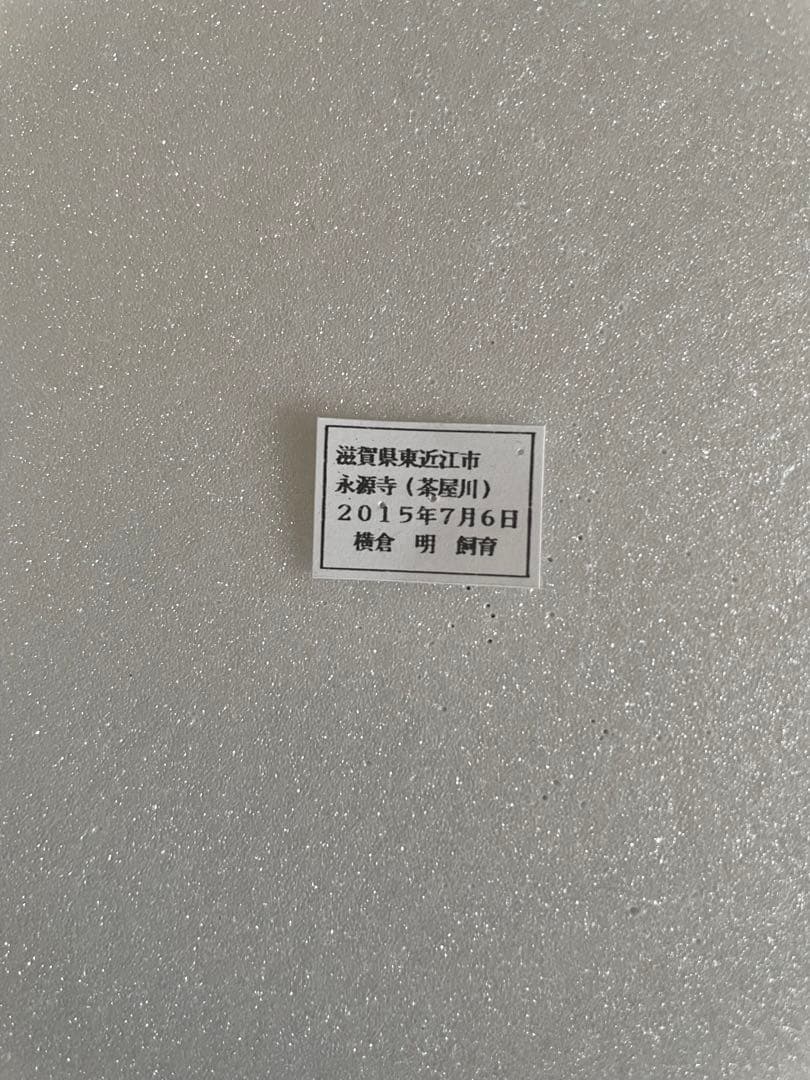 滋賀県東近江市
永源寺(茶屋川)
2015年7月6日
横倉 明 飼育